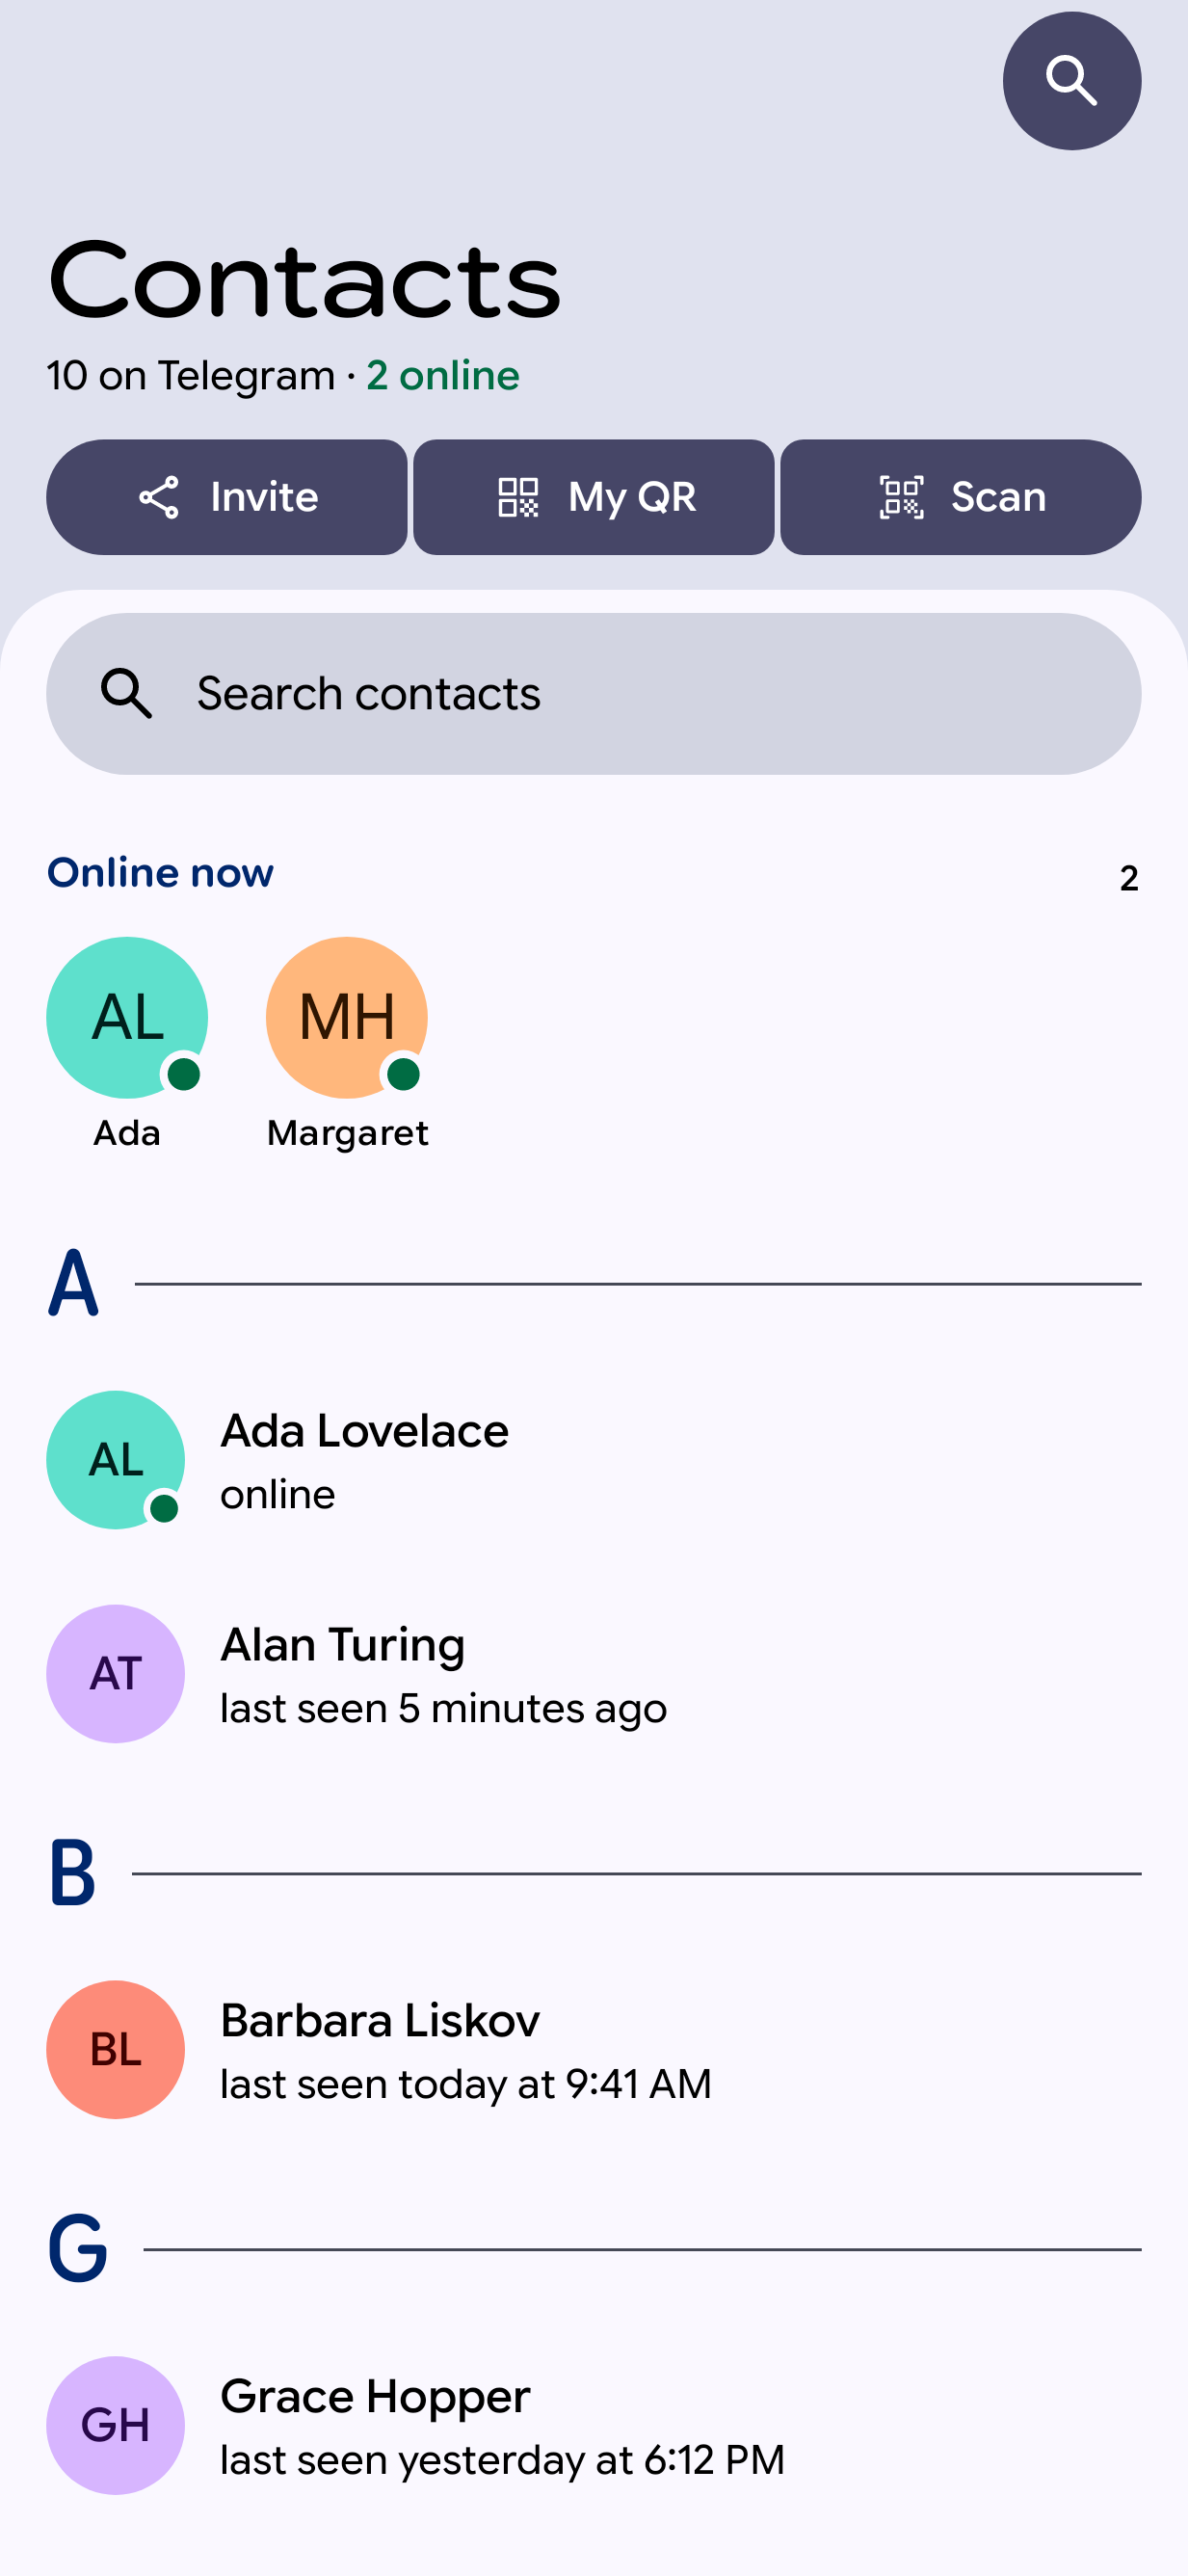 Contacts
10 on Telegram · 2 online
Invite
My QR
Scan
Search contacts
Online now
2
AL
MH
Ada
Margaret
A
AL
Ada Lovelace
online
AT
Alan Turing
last seen 5 minutes ago
B
BL
Barbara Liskov
last seen today at 9:41 AM
G
GH
Grace Hopper
last seen yesterday at 6:12 PM